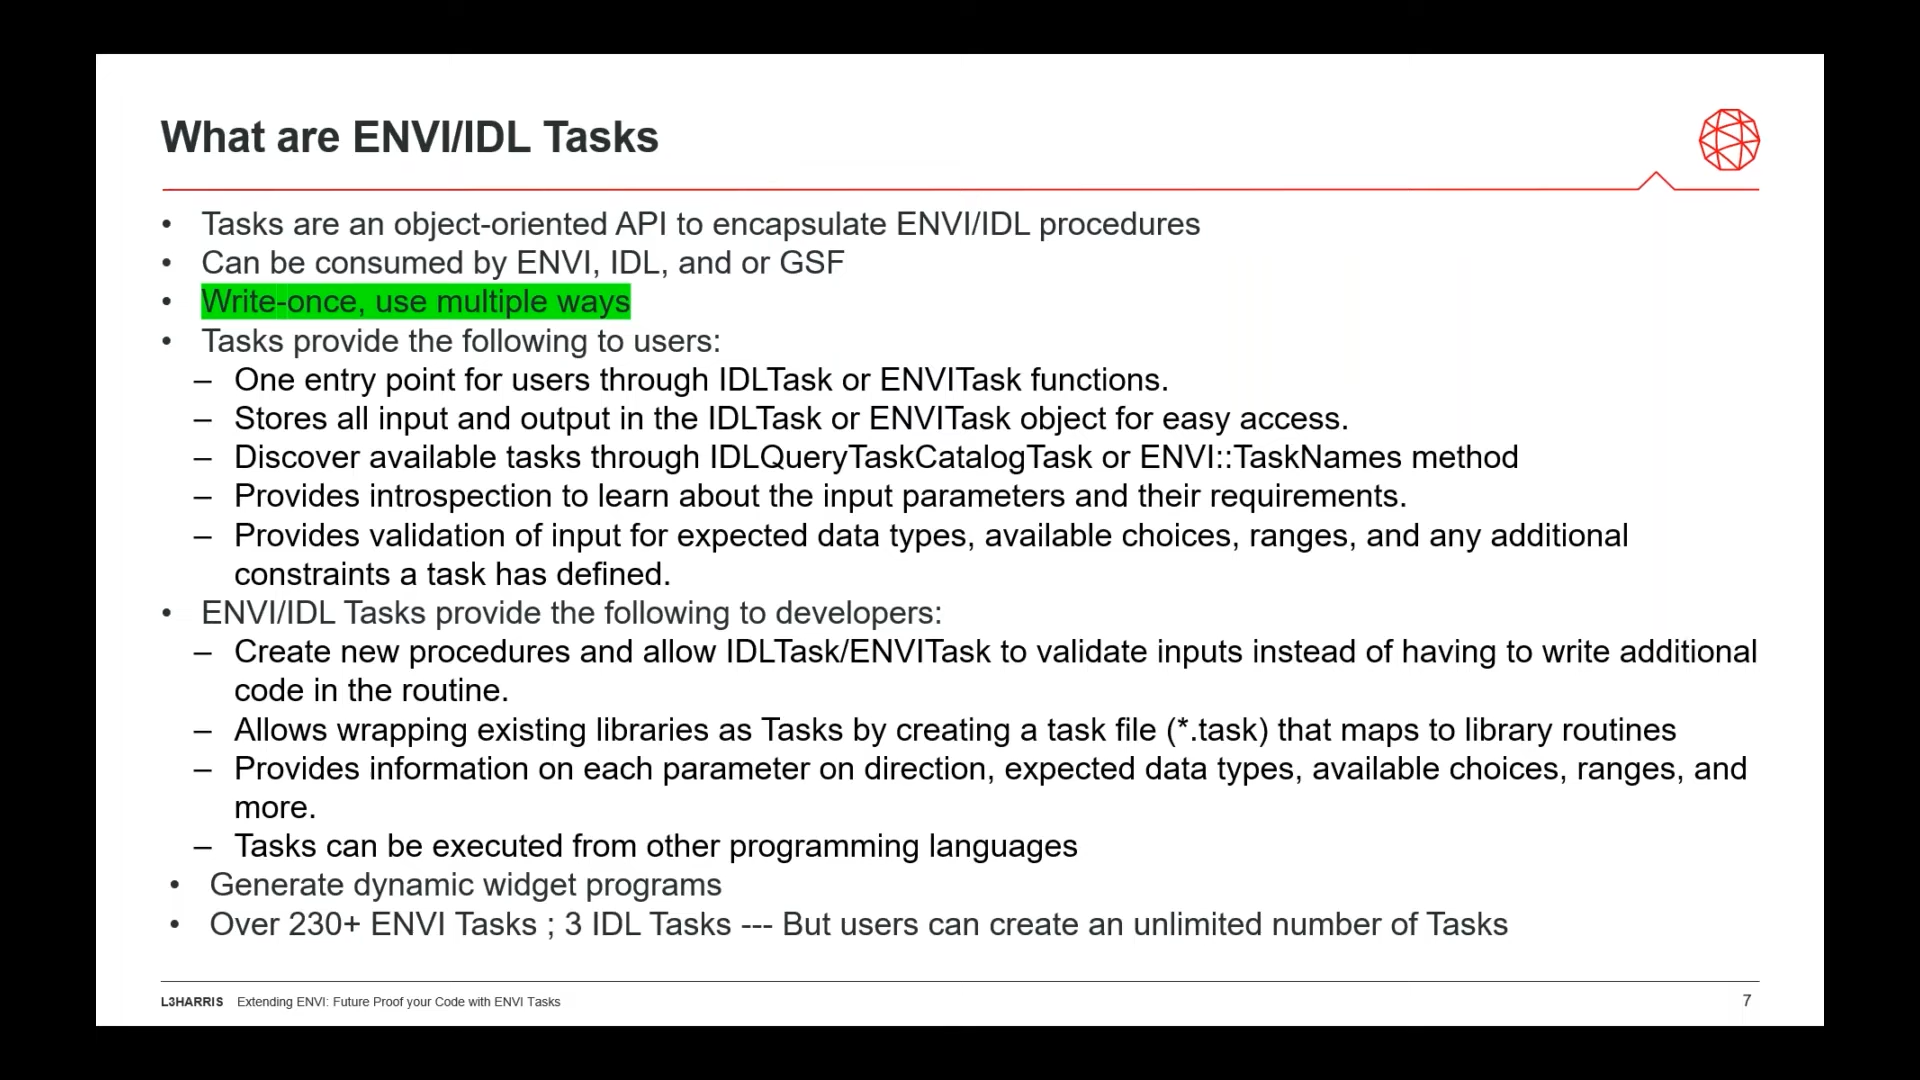 What are ENVI/IDL Tasks
• Tasks are an object-oriented API to encapsulate ENVI/IDL procedures
• Can be consumed by ENVI, IDL, and or GSF
• Write-once, use multiple ways
• Tasks provide the following to users:
– One entry point for users through IDLTask or ENVITask functions.
– Stores all input and output in the IDLTask or ENVITask object for easy access.
– Discover available tasks through IDLQueryTaskCatalogTask or ENVI::TaskNames method
– Provides introspection to learn about the input parameters and their requirements.
– Provides validation of input for expected data types, available choices, ranges, and any additional
constraints a task has defined.
• ENVI/IDL Tasks provide the following to developers:
– Create new procedures and allow IDLTask/ENVITask to validate inputs instead of having to write additional
code in the routine.
– Allows wrapping existing libraries as Tasks by creating a task file (*.task) that maps to library routines
– Provides information on each parameter on direction, expected data types, available choices, ranges, and
more.
– Tasks can be executed from other programming languages
• Generate dynamic widget programs
• Over 230+ ENVI Tasks ; 3 IDL Tasks --- But users can create an unlimited number of Tasks
L3HARRIS Extending ENVI: Future Proof your Code with ENVI Tasks 7